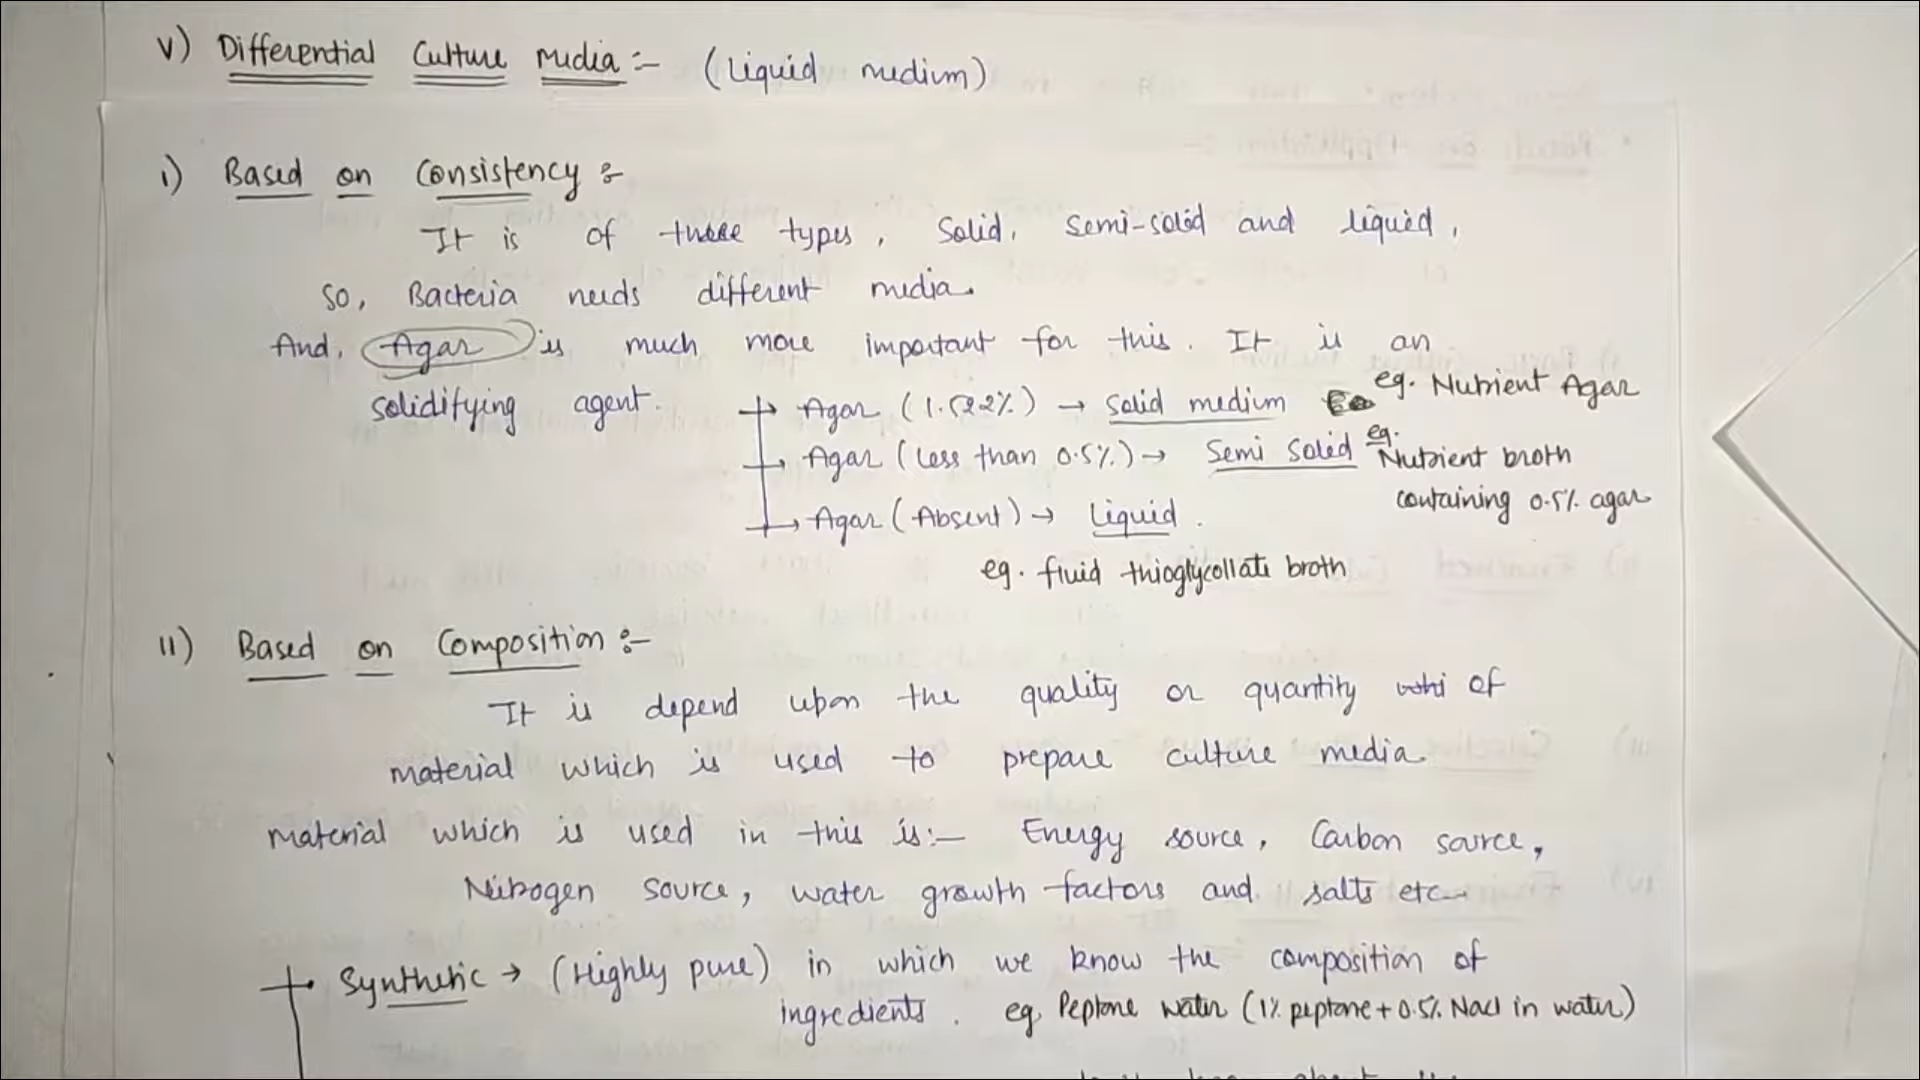 v) Differential Culture Media :- (Liquid medium)
i) Based on Consistency :-
It is of three types, Solid, Semi-solid and liquid,
So, Bacteria needs different media.
And, Agar is much more important for this. It is an
solidifying agent.
→ Agar (1.5-2%) → Solid medium eg. Nutrient Agar
→ Agar (Less than 0.5%) → Semi Solid eg. Nutrient broth
containing 0.5% agar
→ Agar (Absent) → Liquid.
eg. fluid thioglycollate broth
ii) Based on Composition :-
It is depend upon the quality or quantity of
material which is used to prepare culture media.
Material which is used in this is :- Energy source, Carbon source,
Nitrogen source, water growth factors and salts etc.
Synthetic → (Highly pure) in which we know the composition of
ingredients. eg Peptone water (1% peptone + 0.5% Nacl in water)